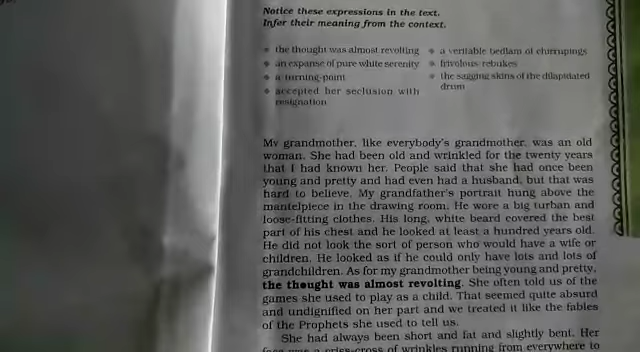 Notice these expressions in the text.
Infer their meaning from the context.
the thought was almost revolting
an expanse of pure white serenity
a turning-point
accepted her seclusion with
resignation
a veritable bedlam of chirrupings
frivolous rebukes
the sagging skins of the dilapidated
drum
My grandmother, like everybody's grandmother, was an old
woman. She had been old and wrinkled for the twenty years
that I had known her. People said that she had once been
young and pretty and had even had a husband, but that was
hard to believe. My grandfather's portrait hung above the
mantelpiece in the drawing room. He wore a big turban and
loose-fitting clothes. His long, white beard covered the best
part of his chest and he looked at least a hundred years old.
He did not look the sort of person who would have a wife or
children. He looked as if he could only have lots and lots of
grandchildren. As for my grandmother being young and pretty,
the thought was almost revolting. She often told us of the
games she used to play as a child. That seemed quite absurd
and undignified on her part and we treated it like the fables
of the Prophets she used to tell us.
She had always been short and fat and slightly bent. Her
face was a criss-cross of wrinkles running from everywhere to